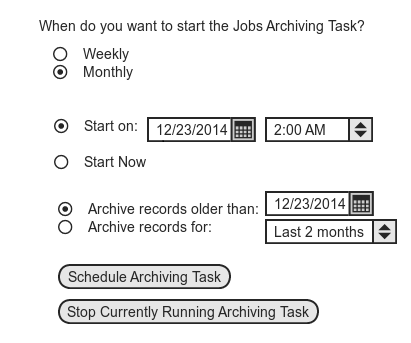 When do you want to start the Jobs Archiving Task?
Weekly
Monthly
Start on: 12/23/2014 2:00 AM
Start Now
Archive records older than: 12/23/2014
Archive records for: Last 2 months
Schedule Archiving Task
Stop Currently Running Archiving Task